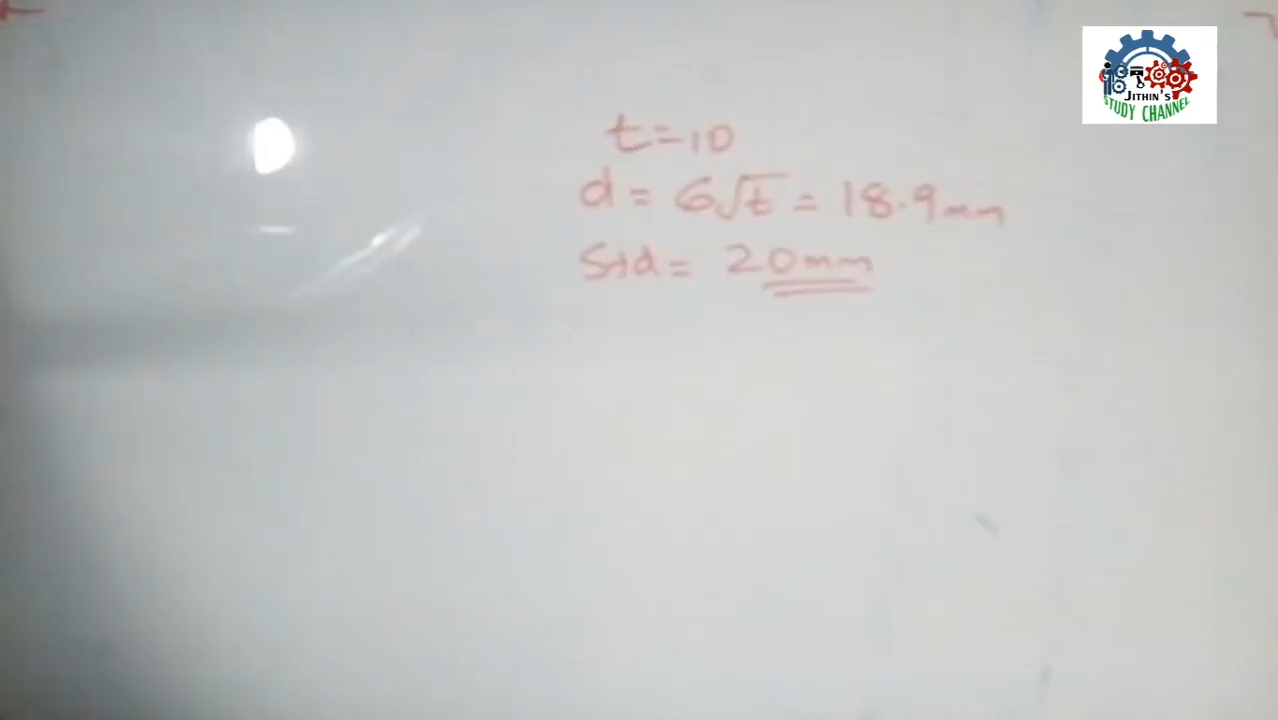 JITHIN'S
STUDY CHANNEL
t=10
d = 6√t = 18.9mm
Std = 20mm